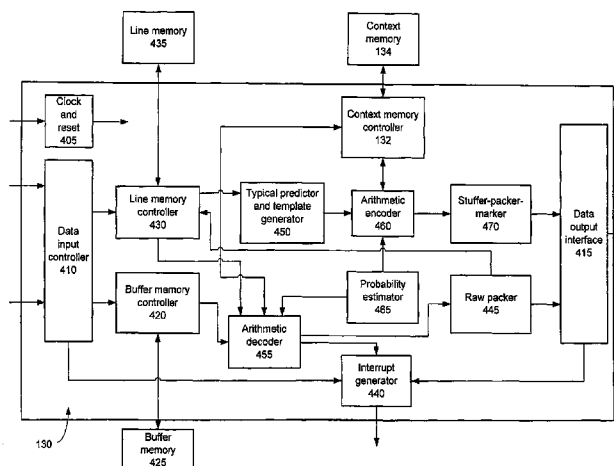 Line memory
435
Context
memory
134
Clock and
reset
405
Context memory
controller
132
Data
input
controller
410
Line memory
controller
430
Typical predictor
and template
generator
450
Arithmetic
encoder
460
Stuffer-packer-
marker
470
Data
output
interface
415
Buffer memory
controller
420
Arithmetic
decoder
455
Probability
estimator
465
Raw packer
445
Interrupt
generator
440
130
Buffer
memory
425